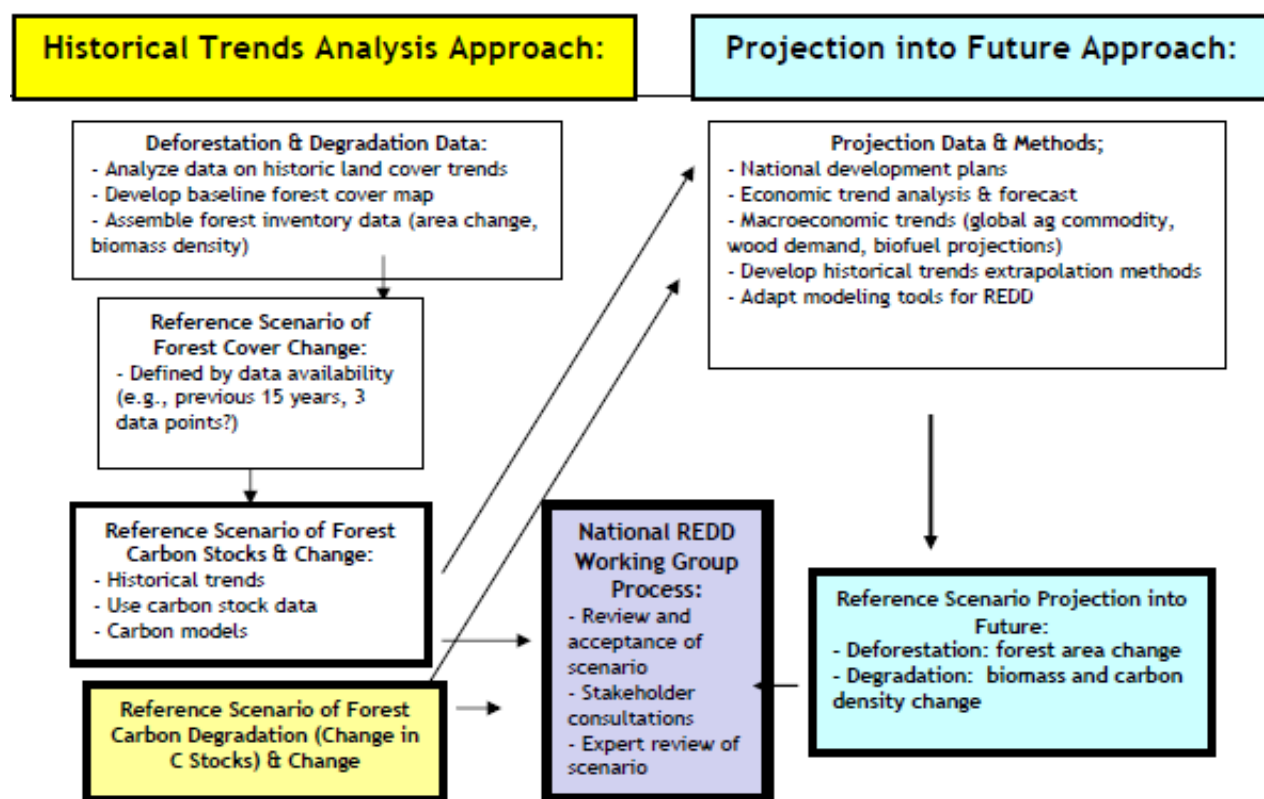 Historical Trends Analysis Approach:
Projection into Future Approach:
Deforestation & Degradation Data:
- Analyze data on historic land cover trends
- Develop baseline forest cover map
- Assemble forest inventory data (area change,
biomass density)
Reference Scenario of
Forest Cover Change:
- Defined by data availability
(e.g., previous 15 years, 3
data points?)
Reference Scenario of Forest
Carbon Stocks & Change:
- Historical trends
- Use carbon stock data
- Carbon models
Reference Scenario of Forest
Carbon Degradation (Change in
C Stocks) & Change
National REDD
Working Group
Process:
- Review and
acceptance of
scenario
- Stakeholder
consultations
- Expert review of
scenario
Projection Data & Methods;
- National development plans
- Economic trend analysis & forecast
- Macroeconomic trends (global ag commodity,
wood demand, biofuel projections)
- Develop historical trends extrapolation methods
- Adapt modeling tools for REDD
Reference Scenario Projection into
Future:
- Deforestation: forest area change
- Degradation: biomass and carbon
density change